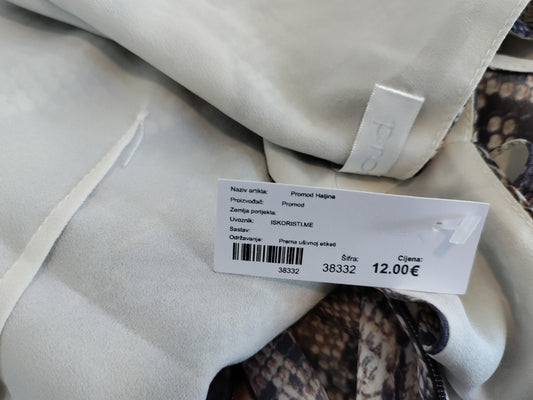 pro
Naziv artikla: Promod Haljina
Proizvođač: Promod
Zemlja porijekla:
Uvoznik: ISKORISTI.ME
Sastav:
Održavanje: Prema ušivnoj etiketi
Šifra: Cijena:
38332 38332 12.00€